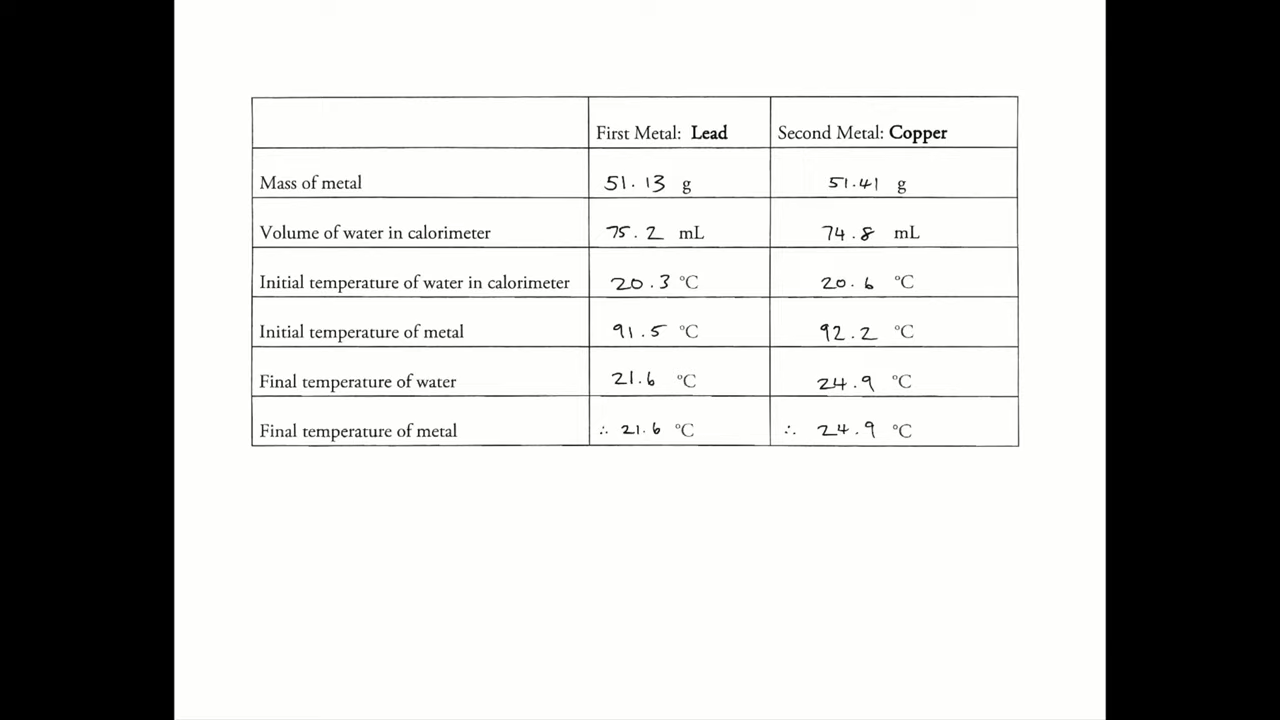 First Metal: Lead Second Metal: Copper
Mass of metal 51.13 g 51.41 g
Volume of water in calorimeter 75.2 mL 74.8 mL
Initial temperature of water in calorimeter 20.3 °C 20.6 °C
Initial temperature of metal 91.5 °C 92.2 °C
Final temperature of water 21.6 °C 24.9 °C
Final temperature of metal ∴ 21.6 °C ∴ 24.9 °C